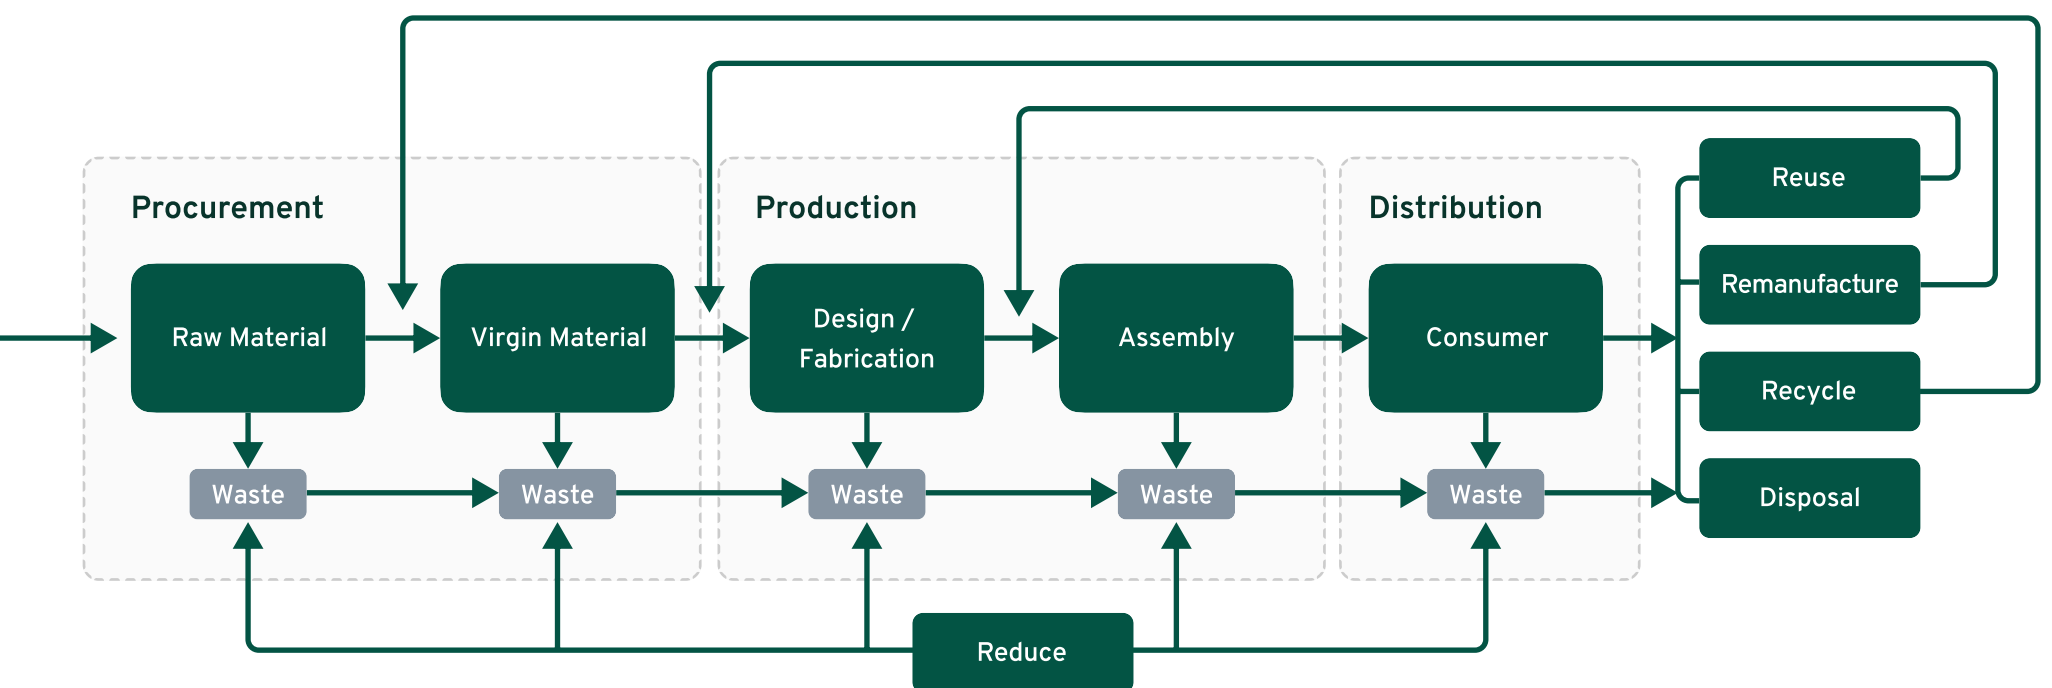 Procurement
Production
Distribution
Raw Material
Virgin Material
Design /
Fabrication
Assembly
Consumer
Reuse
Remanufacture
Recycle
Disposal
Waste
Waste
Waste
Waste
Waste
Reduce